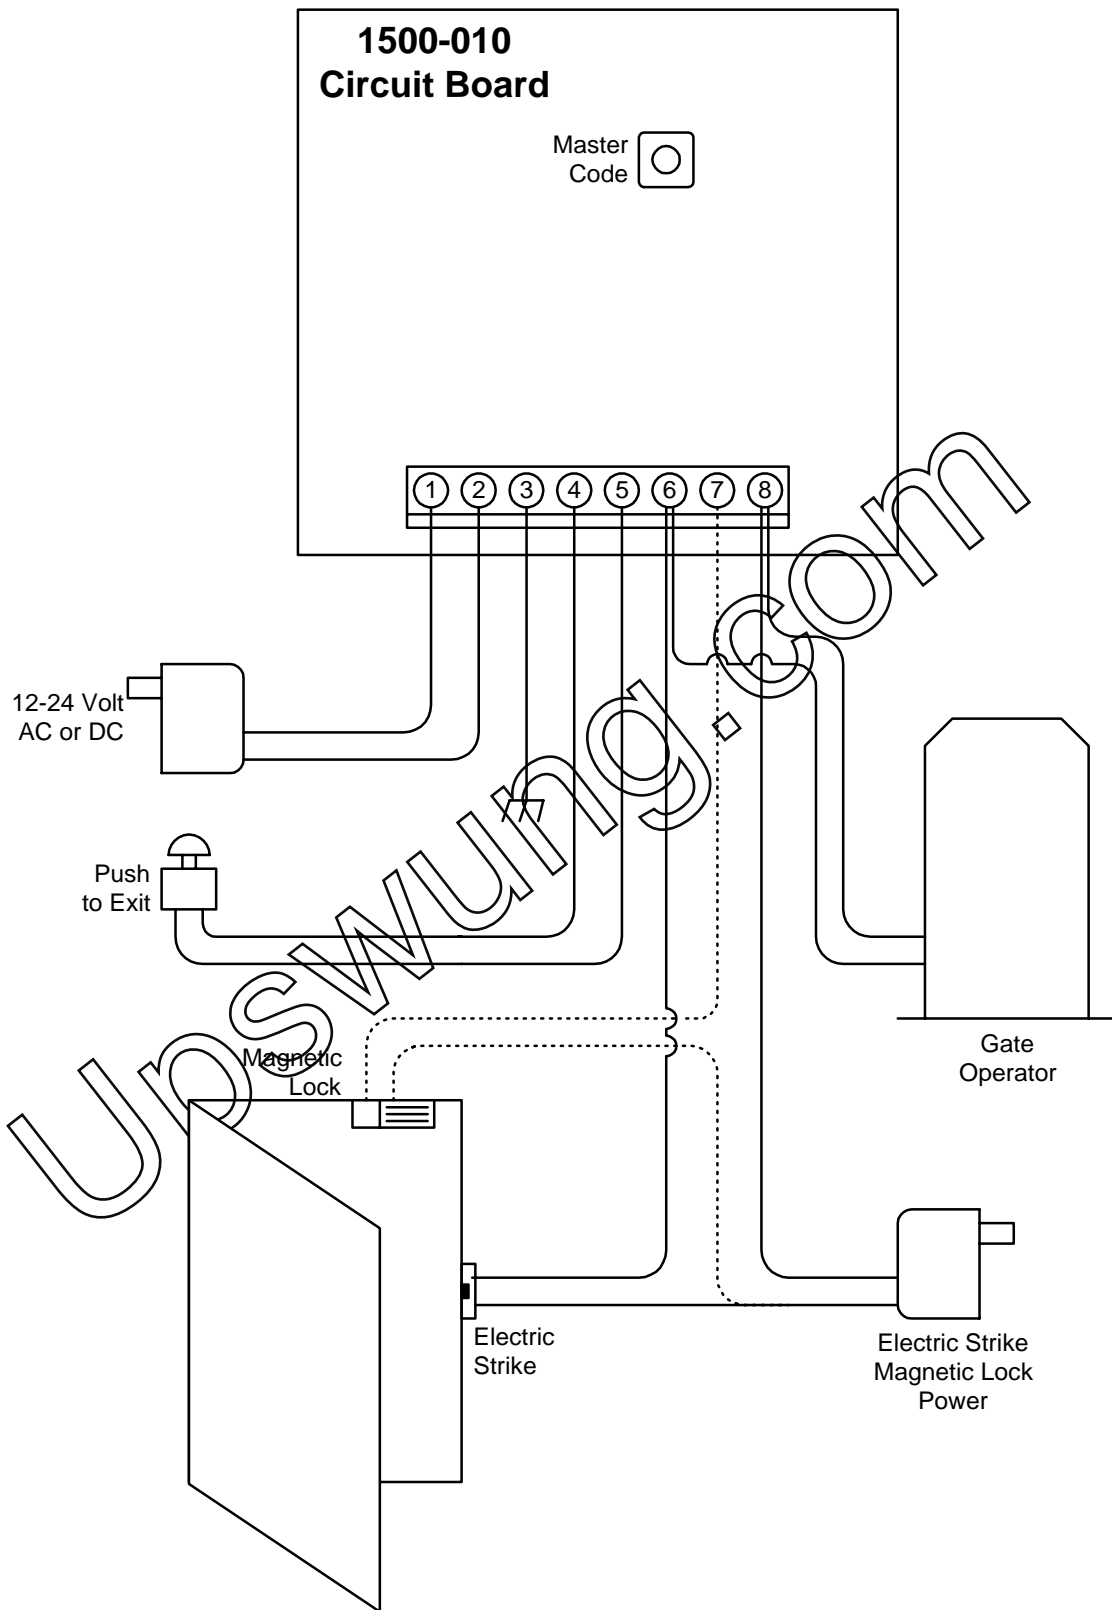 1500-010
Circuit Board
Master
Code
1 2 3 4 5 6 7 8
12-24 Volt
AC or DC
Push
to Exit
Magnetic
Lock
Gate
Operator
Electric
Strike
Electric Strike
Magnetic Lock
Power
Upswung.com